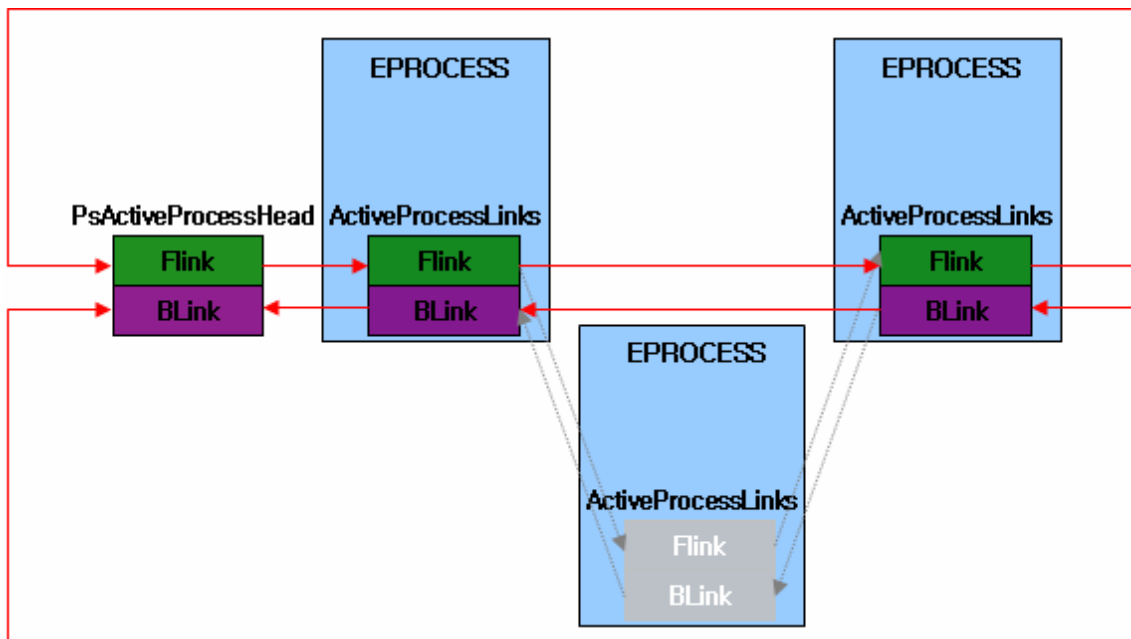 EPROCESS
EPROCESS
PsActiveProcessHead
ActiveProcessLinks
ActiveProcessLinks
Flink
Flink
Flink
BLink
BLink
BLink
EPROCESS
ActiveProcessLinks
Flink
BLink